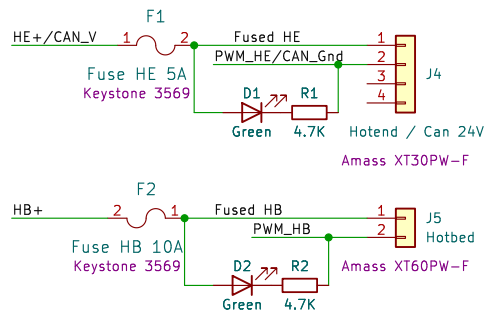 F1
HE+/CAN_V 1 2 Fused HE 1
PWM_HE/CAN_Gnd 2
J4
Fuse HE 5A
3
Keystone 3569
D1 R1
4
Green 4.7K
Hotend / Can 24V
Amass XT30PW-F
F2
HB+ 2 1 Fused HB 1
J5
PWM_HB 2
Hotbed
Fuse HB 10A
Keystone 3569
D2 R2
Amass XT60PW-F
Green 4.7K